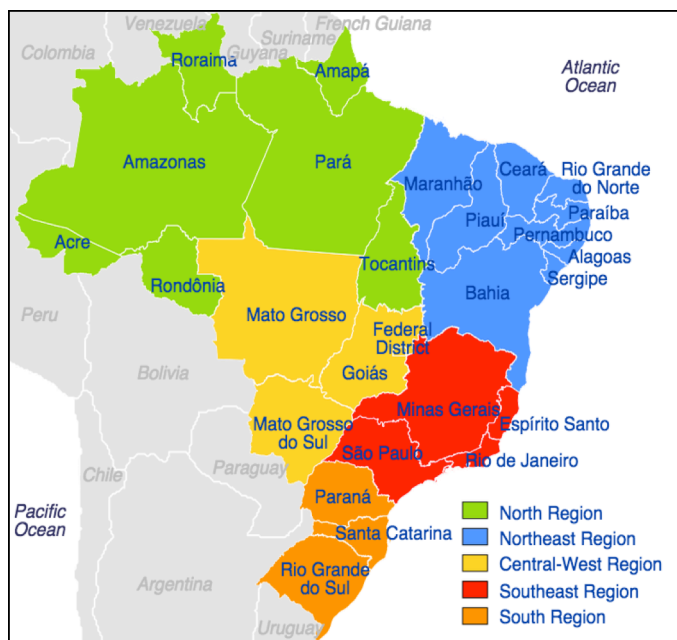 Venezuela
French Guiana
Suriname
Colombia
Guyana
Roraima
Amapá
Atlantic
Ocean
Amazonas
Pará
Ceará
Maranhão
Rio Grande
do Norte
Piauí
Paraíba
Pernambuco
Acre
Alagoas
Tocantins
Sergipe
Rondônia
Bahia
Peru
Mato Grosso
Federal
District
Bolivia
Goiás
Minas Gerais
Mato Grosso
do Sul
Espírito Santo
São Paulo
Rio de Janeiro
Paraguay
Chile
Paraná
Pacific
Ocean
North Region
Santa Catarina
Northeast Region
Central-West Region
Rio Grande
do Sul
Argentina
Southeast Region
South Region
Uruguay